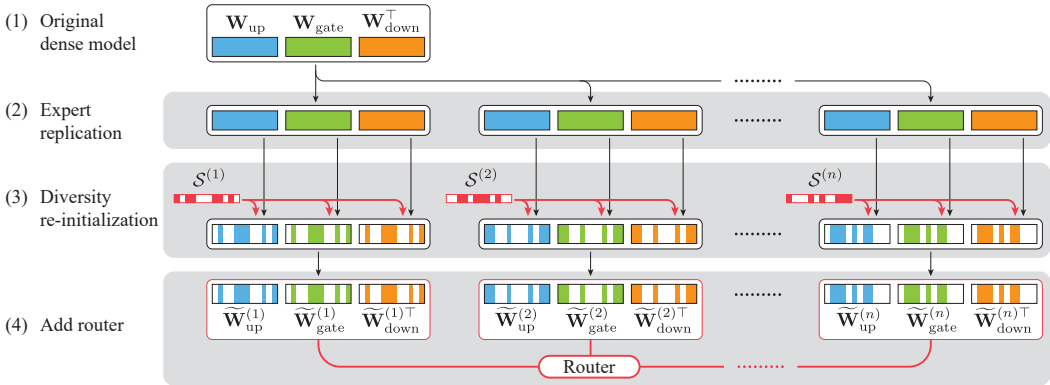 (1) Original
dense model
W_up W_gate W_down^⊤
(2) Expert
replication
(3) Diversity
re-initialization
S^(1) S^(2) S^(n)
(4) Add router
W̃_up^(1) W̃_gate^(1) W̃_down^(1)⊤ W̃_up^(2) W̃_gate^(2) W̃_down^(2)⊤ W̃_up^(n) W̃_gate^(n) W̃_down^(n)⊤
Router